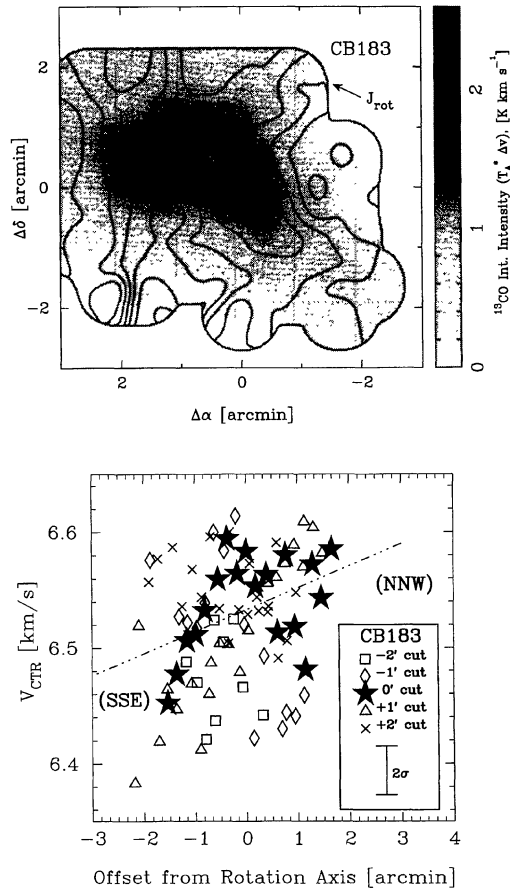 CB183
J_rot
2
0
-2
Δδ [arcmin]
2
0
-2
Δα [arcmin]
2
1
0
¹³CO Int. Intensity (T_A* Δv), [K km s⁻¹]
6.6
6.5
6.4
V_CTR [km/s]
(NNW)
(SSE)
CB183
-2' cut
-1' cut
0' cut
+1' cut
+2' cut
2σ
-3 -2 -1 0 1 2 3 4
Offset from Rotation Axis [arcmin]